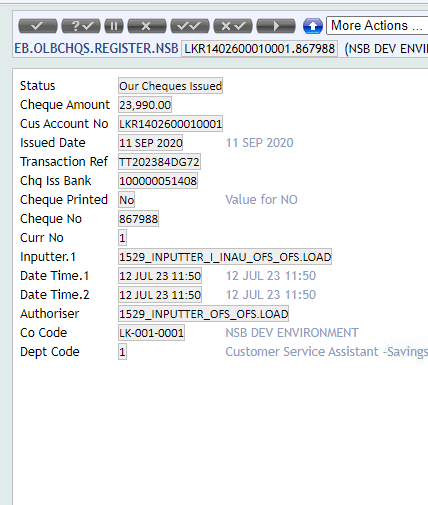 More Actions ...
EB.OLBCHQS.REGISTER.NSB LKR1402600010001.867988 (NSB DEV ENVIR
Status Our Cheques Issued
Cheque Amount 23,990.00
Cus Account No LKR1402600010001
Issued Date 11 SEP 2020 11 SEP 2020
Transaction Ref TT202384DG72
Chq Iss Bank 100000051408
Cheque Printed No Value for NO
Cheque No 867988
Curr No 1
Inputter.1 1529_INPUTTER_I_INAU_OFS_OFS.LOAD
Date Time.1 12 JUL 23 11:50 12 JUL 23 11:50
Date Time.2 12 JUL 23 11:50 12 JUL 23 11:50
Authoriser 1529_INPUTTER_OFS_OFS.LOAD
Co Code LK-001-0001 NSB DEV ENVIRONMENT
Dept Code 1 Customer Service Assistant -Savings